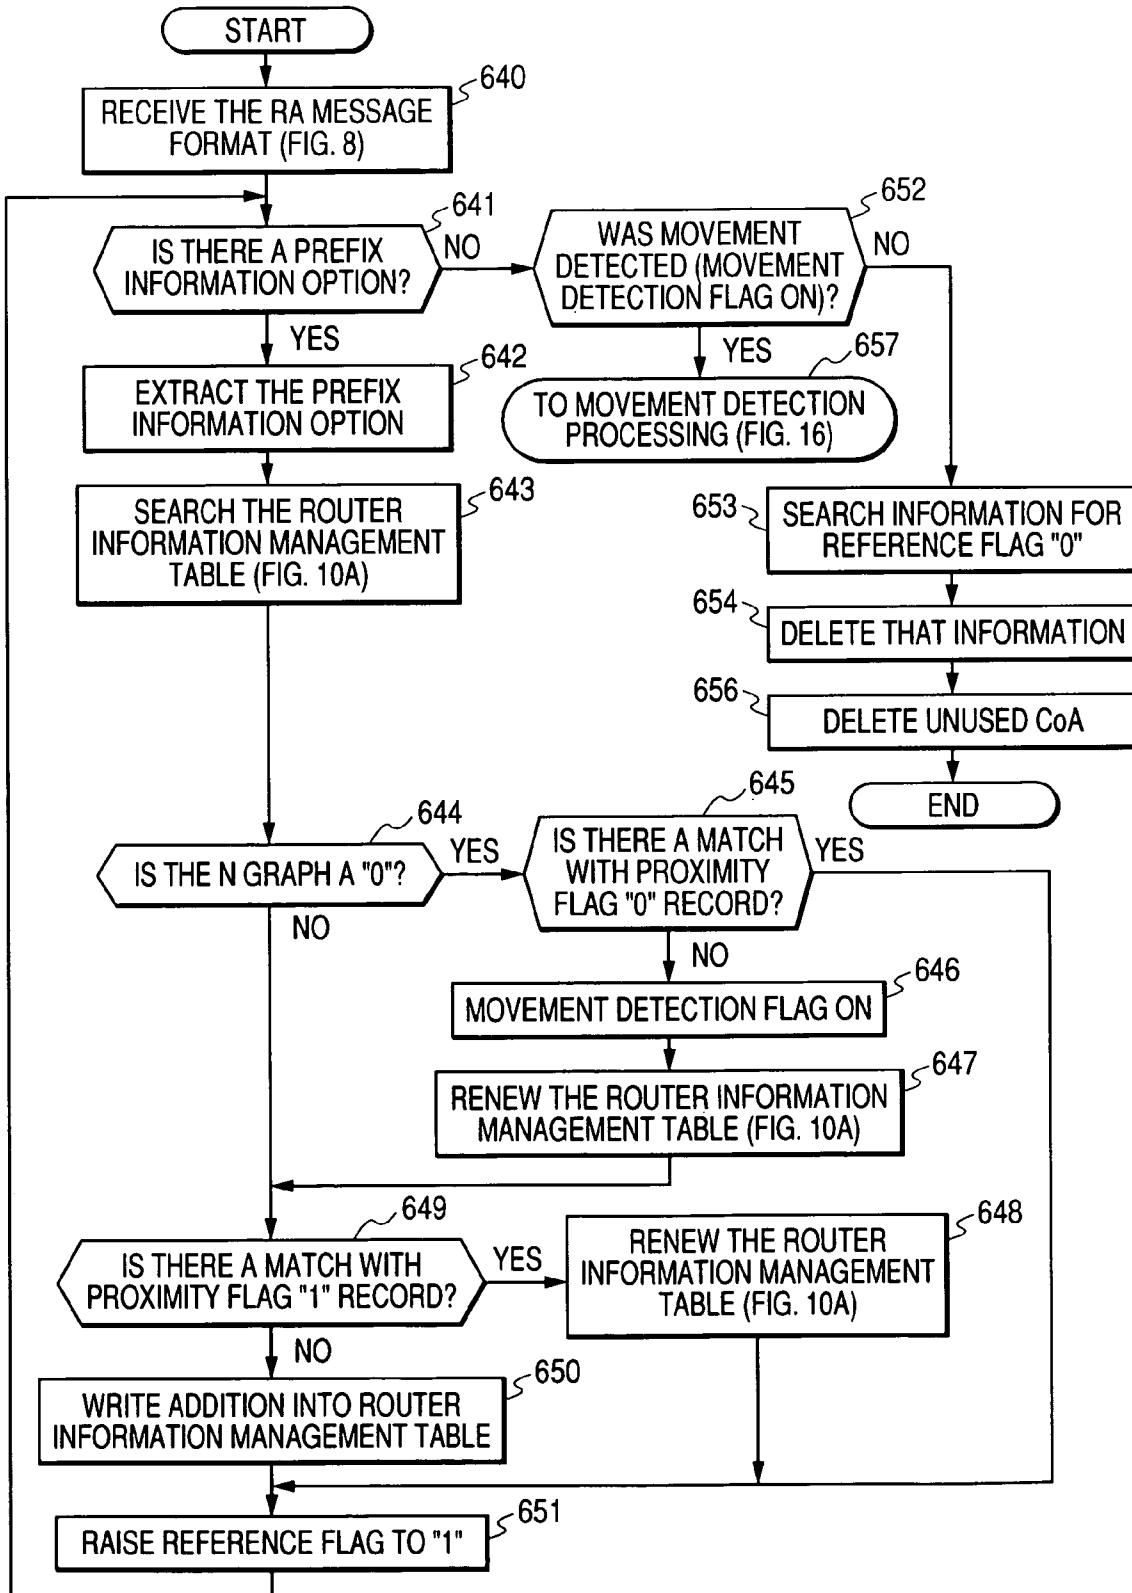 START
640
RECEIVE THE RA MESSAGE
FORMAT (FIG. 8)
641
IS THERE A PREFIX
INFORMATION OPTION?
NO
652
WAS MOVEMENT
DETECTED (MOVEMENT
DETECTION FLAG ON)?
NO
YES
642
EXTRACT THE PREFIX
INFORMATION OPTION
YES
657
TO MOVEMENT DETECTION
PROCESSING (FIG. 16)
643
SEARCH THE ROUTER
INFORMATION MANAGEMENT
TABLE (FIG. 10A)
653
SEARCH INFORMATION FOR
REFERENCE FLAG "0"
654
DELETE THAT INFORMATION
656
DELETE UNUSED CoA
END
644
IS THE N GRAPH A "0"?
YES
NO
645
IS THERE A MATCH
WITH PROXIMITY
FLAG "0" RECORD?
YES
NO
646
MOVEMENT DETECTION FLAG ON
647
RENEW THE ROUTER INFORMATION
MANAGEMENT TABLE (FIG. 10A)
649
IS THERE A MATCH WITH
PROXIMITY FLAG "1" RECORD?
YES
648
RENEW THE ROUTER
INFORMATION MANAGEMENT
TABLE (FIG. 10A)
NO
650
WRITE ADDITION INTO ROUTER
INFORMATION MANAGEMENT TABLE
651
RAISE REFERENCE FLAG TO "1"